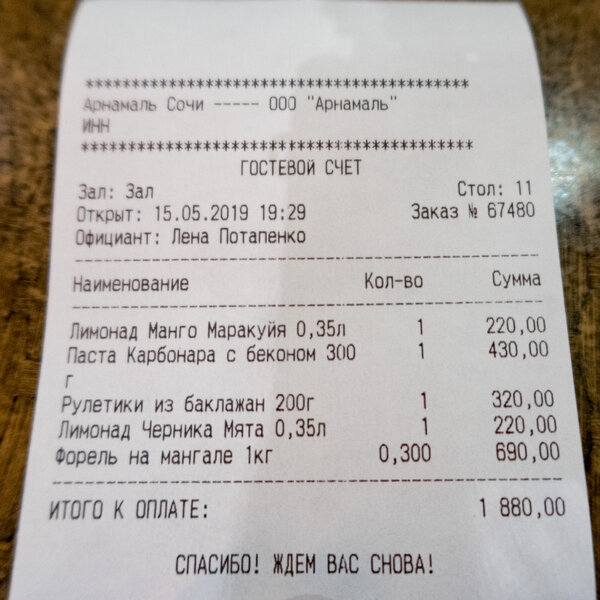 *****************************************
Арнамаль Сочи ----- ООО "Арнамаль"
ИНН
*****************************************
ГОСТЕВОЙ СЧЕТ
Зал: Зал Стол: 11
Открыт: 15.05.2019 19:29 Заказ № 67480
Официант: Лена Потапенко
Наименование Кол-во Сумма
Лимонад Манго Маракуйя 0,35л 1 220,00
Паста Карбонара с беконом 300 1 430,00
г
Рулетики из баклажан 200г 1 320,00
Лимонад Черника Мята 0,35л 1 220,00
Форель на мангале 1кг 0,300 690,00
ИТОГО К ОПЛАТЕ: 1 880,00
СПАСИБО! ЖДЕМ ВАС СНОВА!